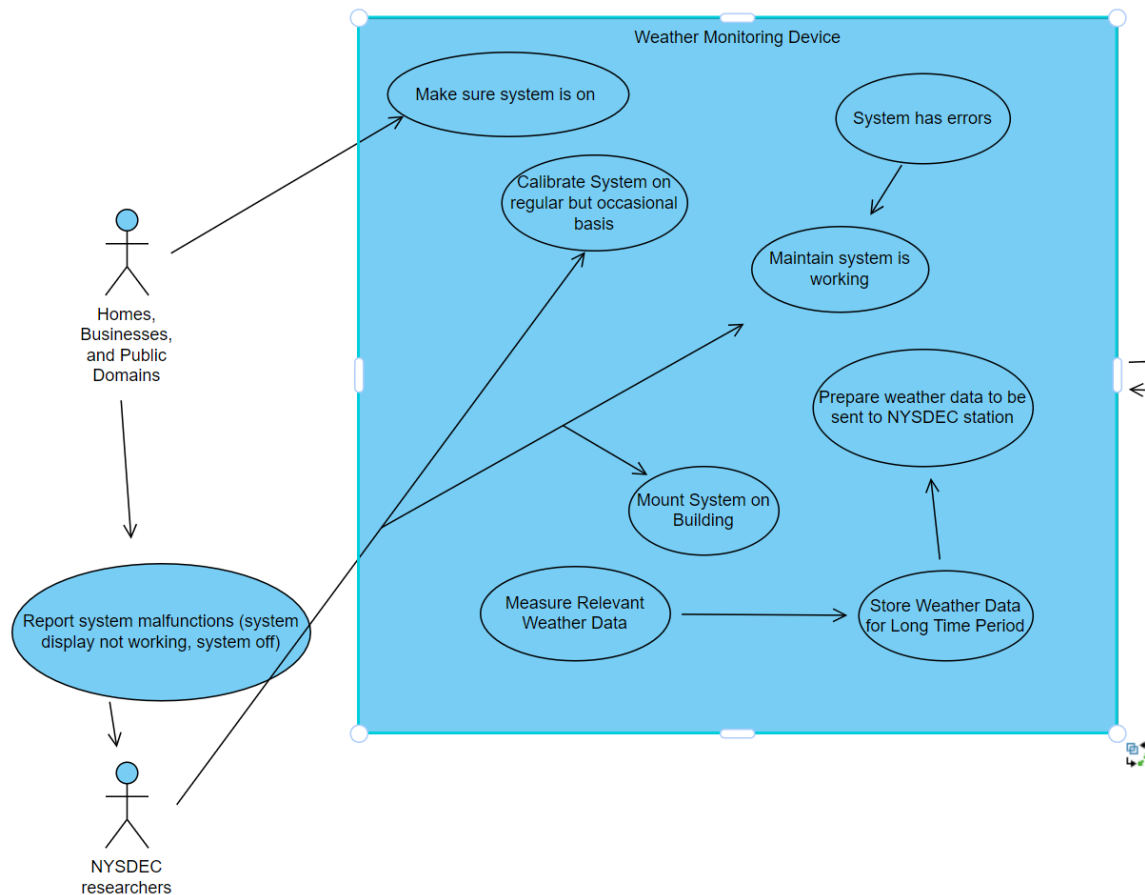 Weather Monitoring Device
Make sure system is on
System has errors
Calibrate System on
regular but occasional
basis
Maintain system is
working
Homes,
Businesses,
and Public
Domains
Prepare weather data to be
sent to NYSDEC station
Mount System on
Building
Measure Relevant
Weather Data
Store Weather Data
for Long Time Period
Report system malfunctions (system
display not working, system off)
NYSDEC
researchers